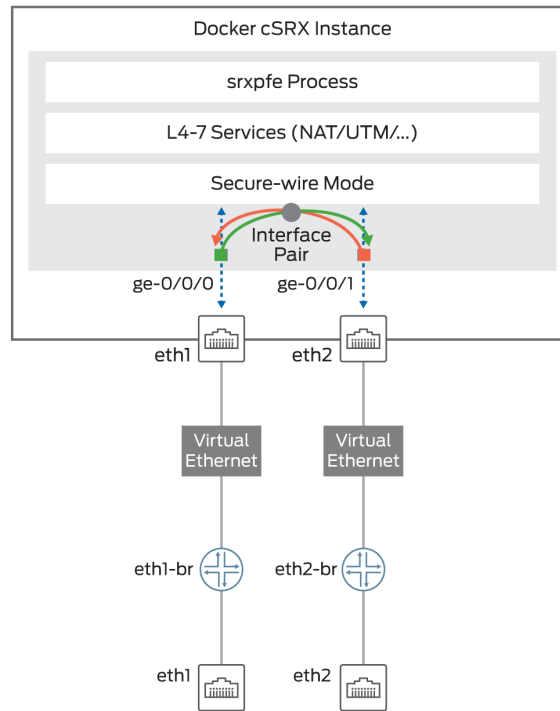 Docker cSRX Instance
srxpfe Process
L4-7 Services (NAT/UTM/...)
Secure-wire Mode
Interface
Pair
ge-0/0/0
ge-0/0/1
eth1
eth2
Virtual
Ethernet
Virtual
Ethernet
eth1-br
eth2-br
eth1
eth2